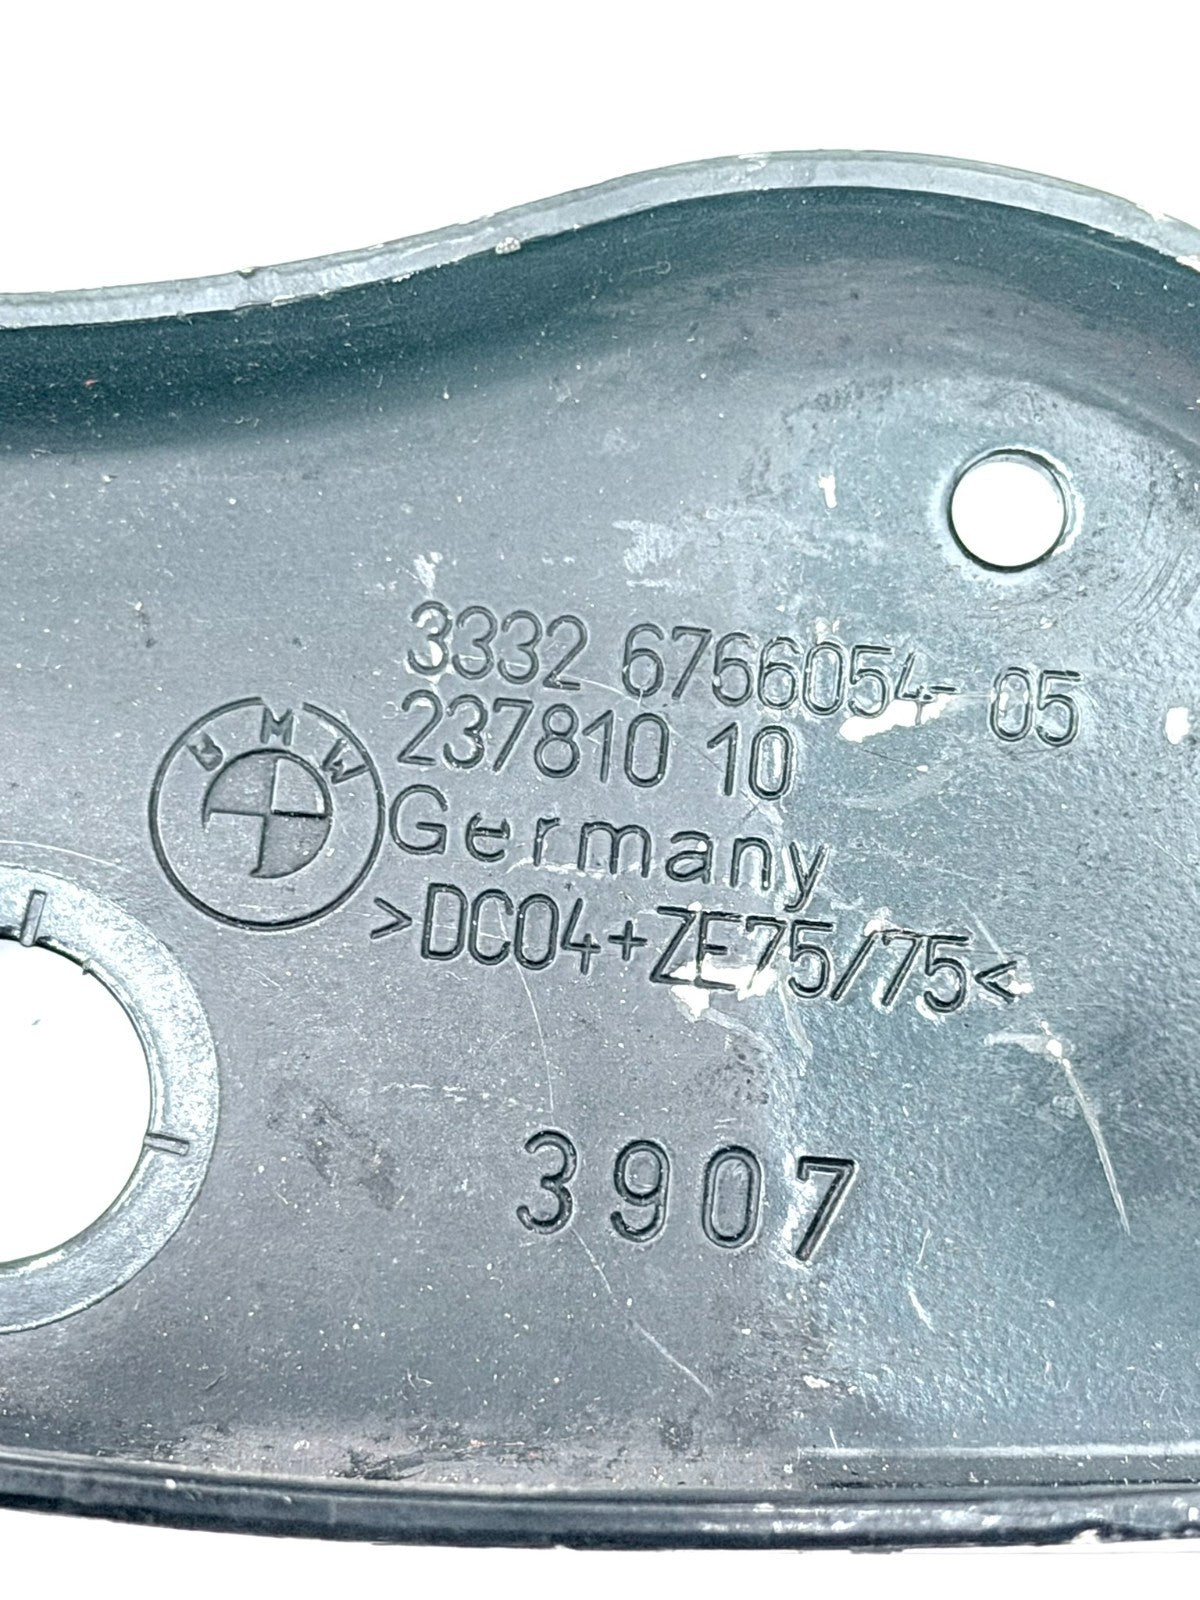 3332 6766054-05
237810 10
BMW
Germany
>DC04+ZE75/75<
3907